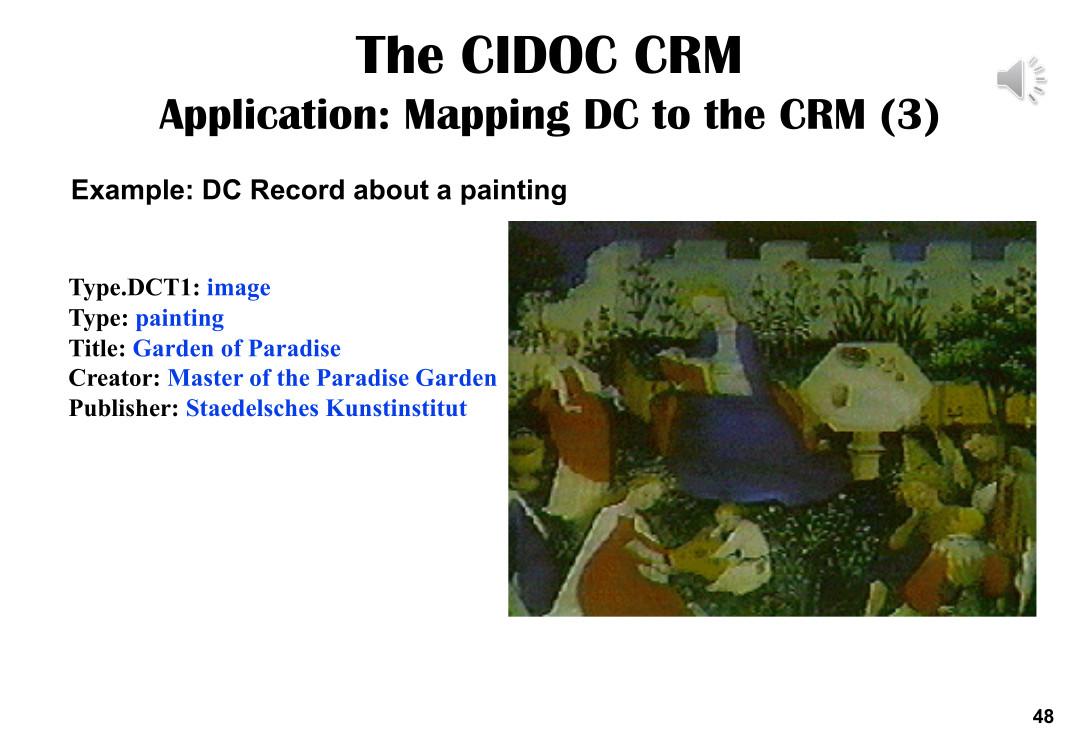 The CIDOC CRM
Application: Mapping DC to the CRM (3)
Example: DC Record about a painting
Type.DCT1: image
Type: painting
Title: Garden of Paradise
Creator: Master of the Paradise Garden
Publisher: Staedelsches Kunstinstitut
48